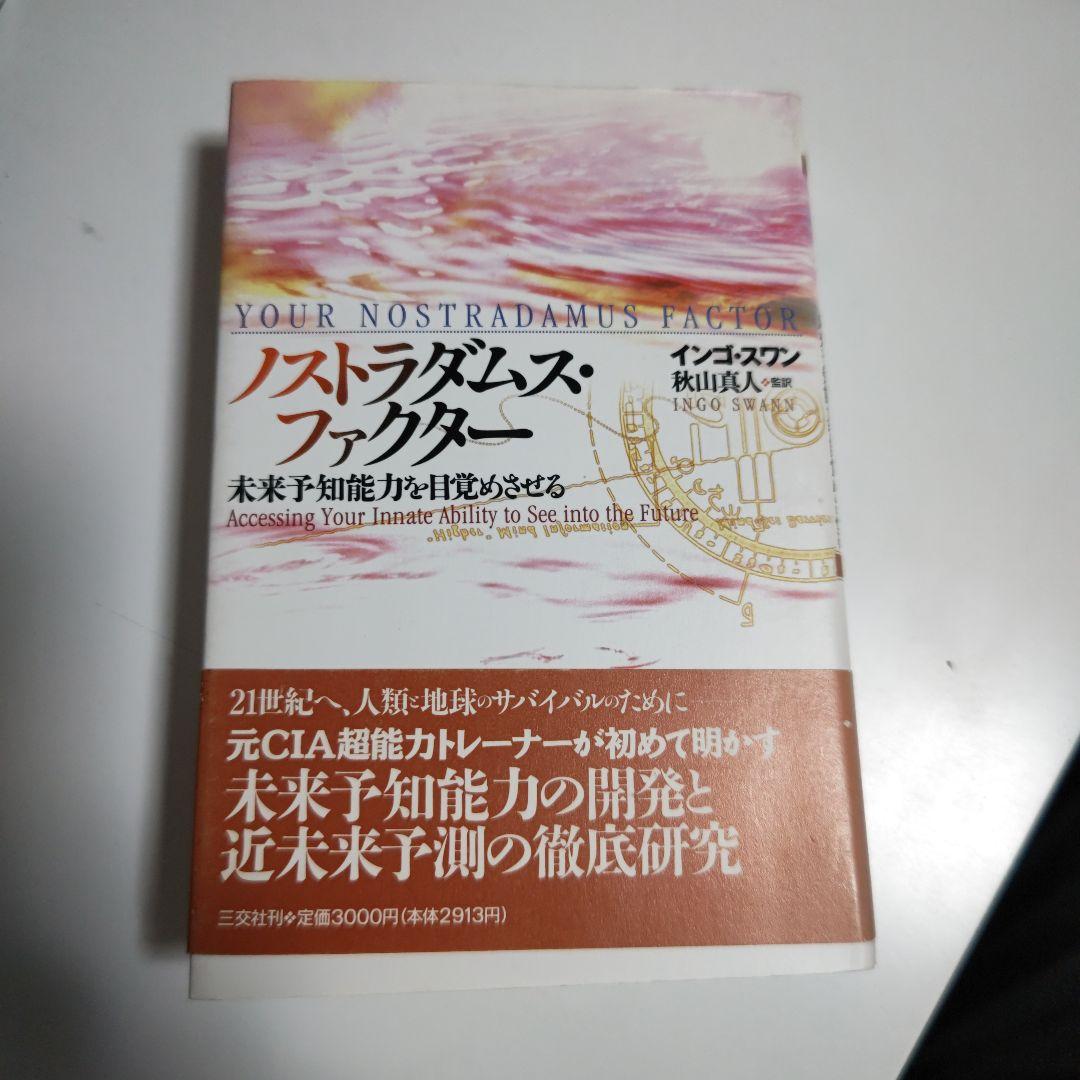 YOUR NOSTRADAMUS FACTOR
ノストラダムス・
ファクター
インゴ・スワン
秋山真人❖監訳
INGO SWANN
未来予知能力を目覚めさせる
Accessing Your Innate Ability to See into the Future
"Higher" Mind Information
21世紀へ、人類と地球のサバイバルのために
元CIA超能力トレーナーが初めて明かす
未来予知能力の開発と
近未来予測の徹底研究
三交社刊❖定価3000円(本体2913円)